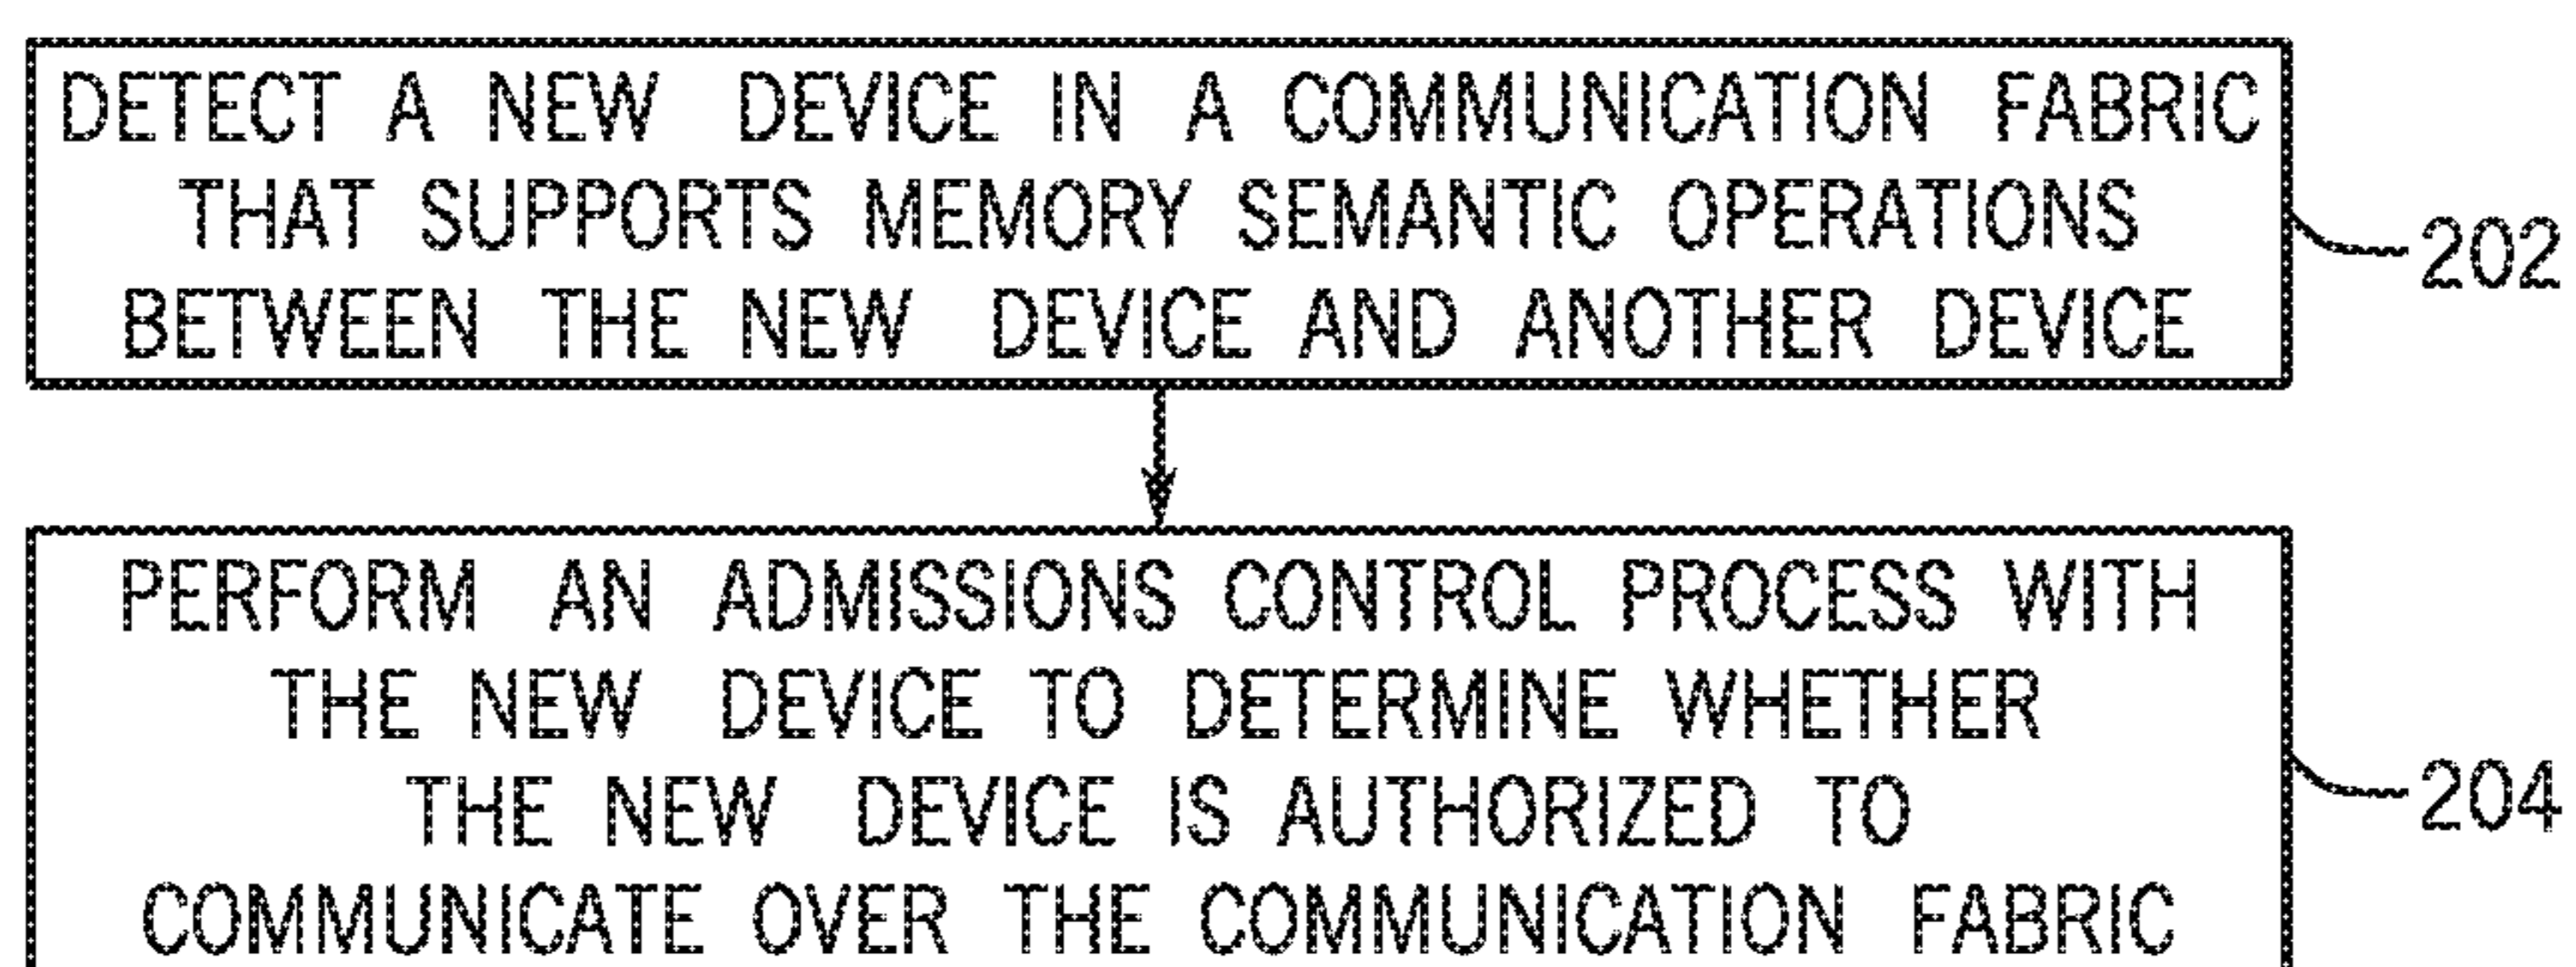 DETECT A NEW DEVICE IN A COMMUNICATION FABRIC
THAT SUPPORTS MEMORY SEMANTIC OPERATIONS
BETWEEN THE NEW DEVICE AND ANOTHER DEVICE
202
PERFORM AN ADMISSIONS CONTROL PROCESS WITH
THE NEW DEVICE TO DETERMINE WHETHER
THE NEW DEVICE IS AUTHORIZED TO
COMMUNICATE OVER THE COMMUNICATION FABRIC
204